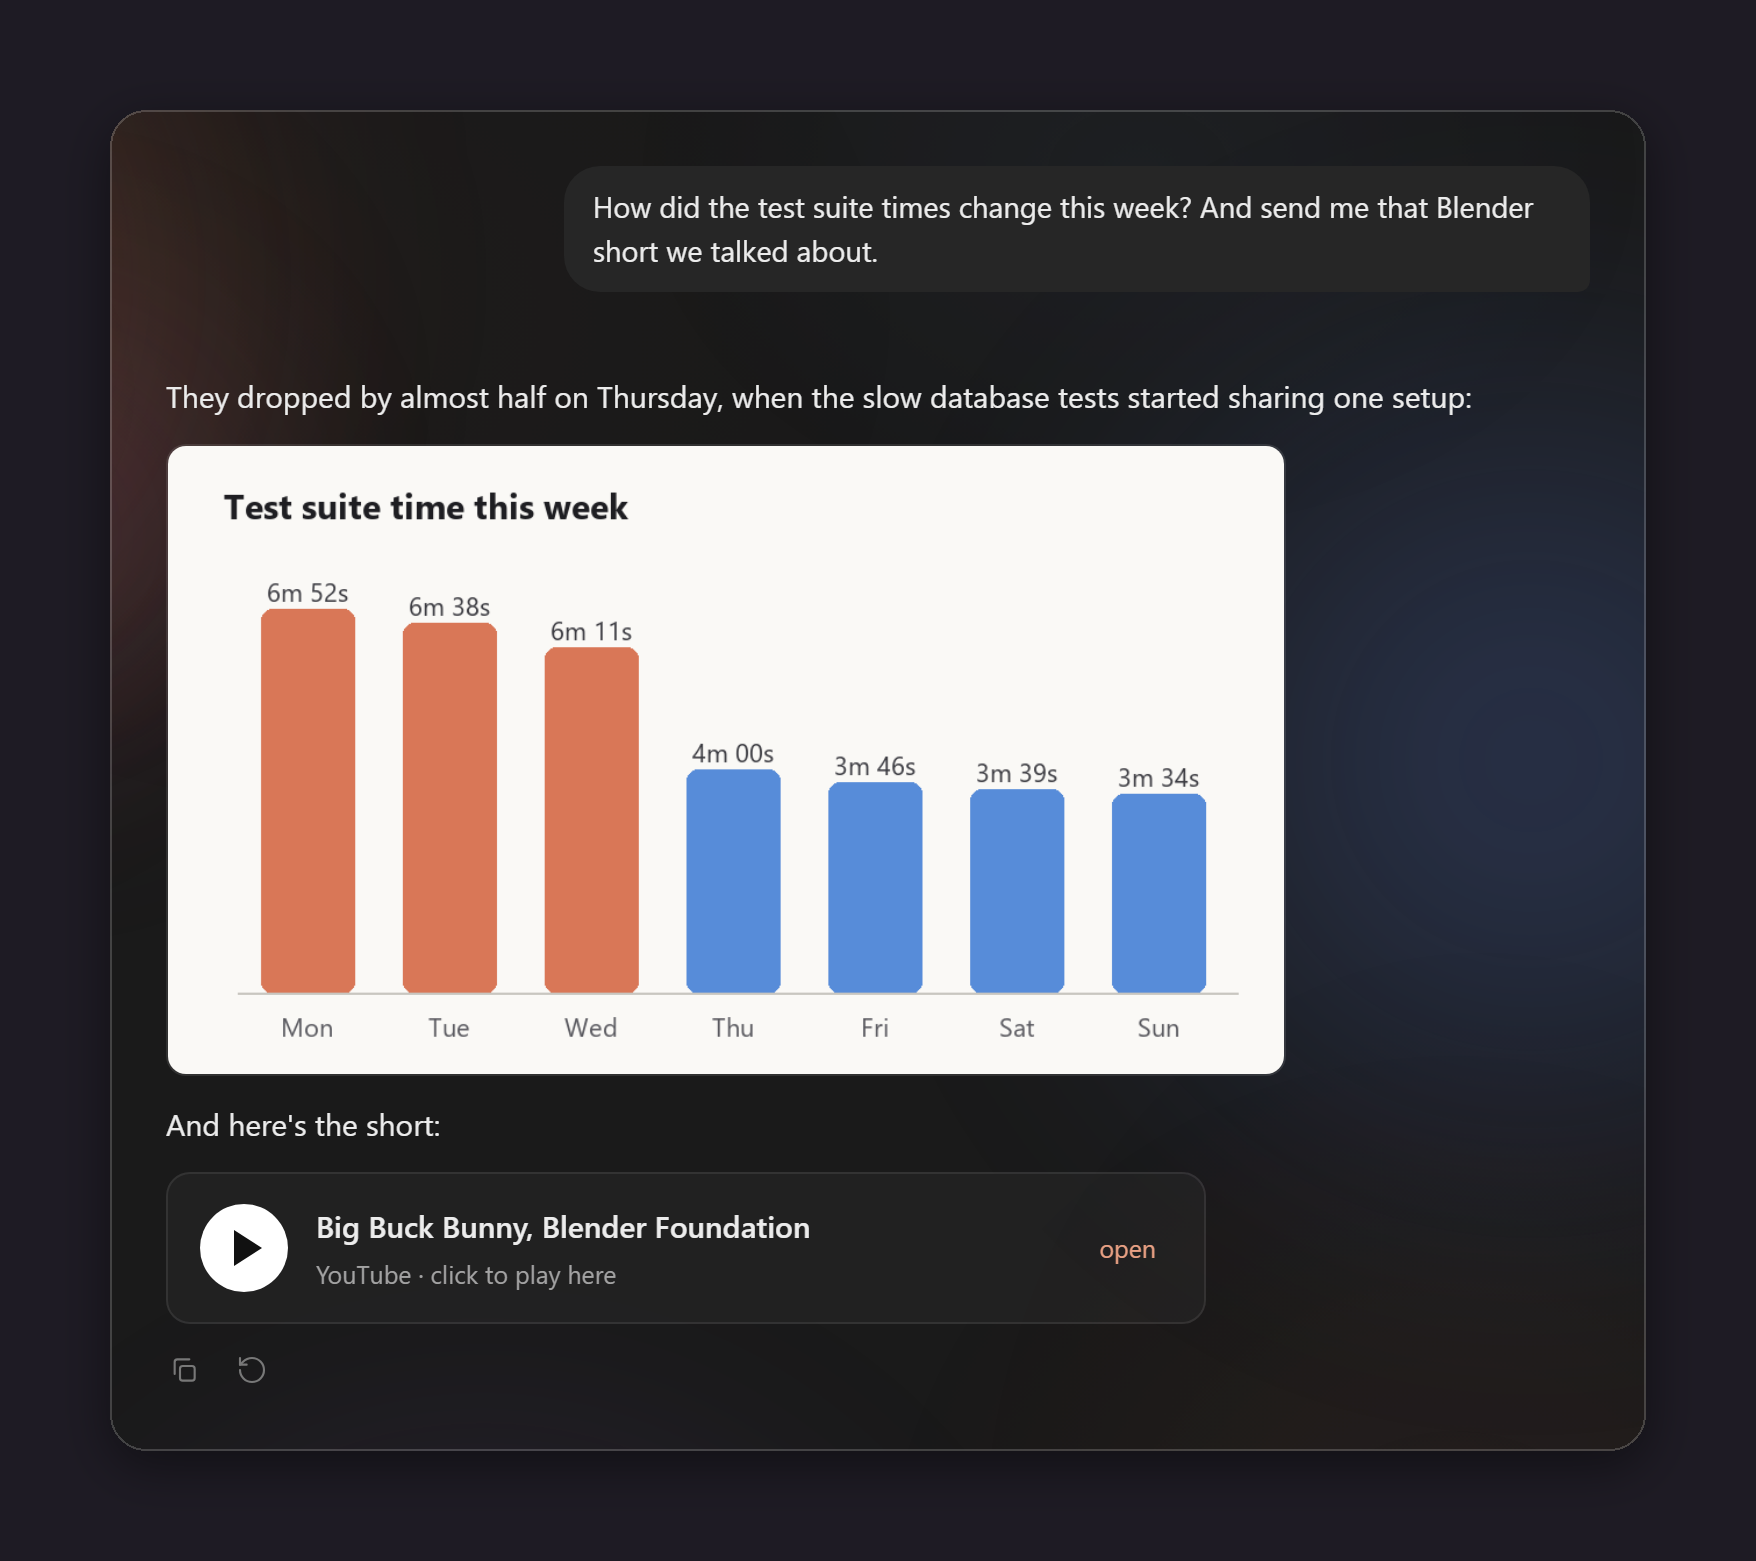 How did the test suite times change this week? And send me that Blender
short we talked about.
They dropped by almost half on Thursday, when the slow database tests started sharing one setup:
Test suite time this week
6m 52s
6m 38s
6m 11s
4m 00s
3m 46s
3m 39s
3m 34s
Mon Tue Wed Thu Fri Sat Sun
And here's the short:
Big Buck Bunny, Blender Foundation
YouTube · click to play here
open